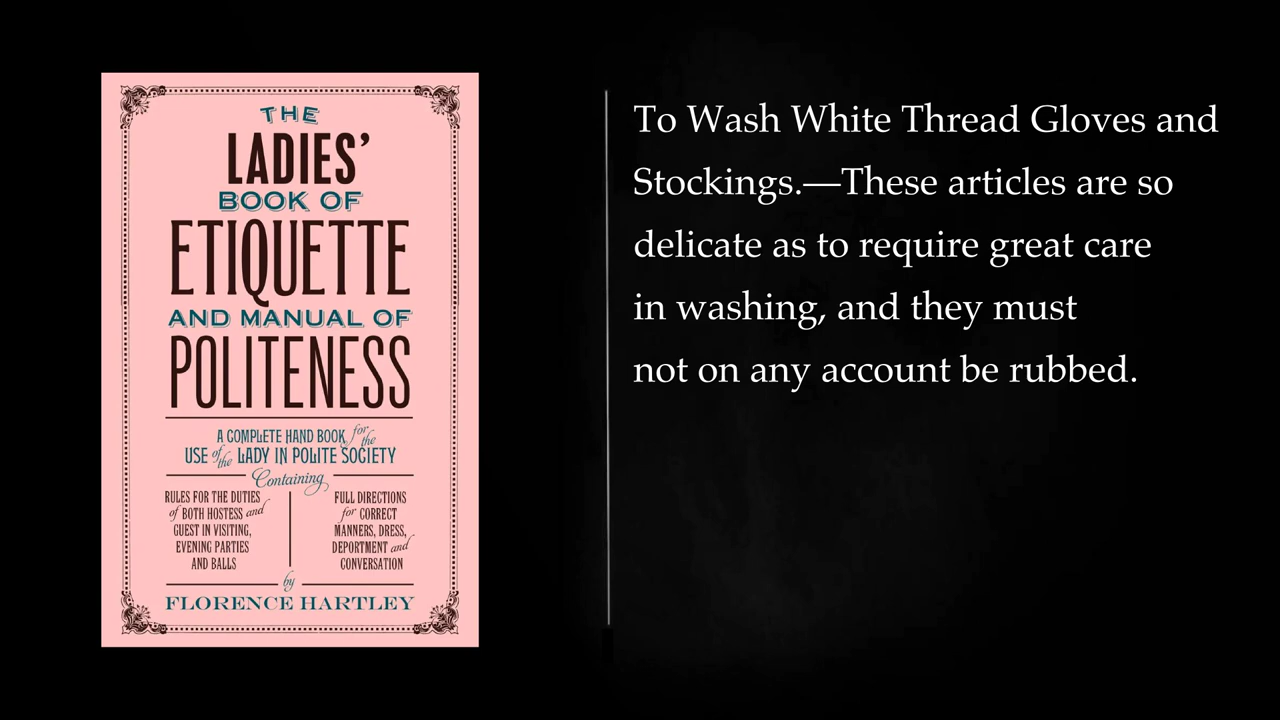 THE
LADIES'
BOOK OF
ETIQUETTE
AND MANUAL OF
POLITENESS
A COMPLETE HAND BOOK for the
USE of the LADY IN POLITE SOCIETY
Containing
RULES FOR THE DUTIES
of BOTH HOSTESS and
GUEST IN VISITING,
EVENING PARTIES
AND BALLS
FULL DIRECTIONS
for CORRECT
MANNERS, DRESS,
DEPORTMENT and
CONVERSATION
by
FLORENCE HARTLEY
To Wash White Thread Gloves and
Stockings.—These articles are so
delicate as to require great care
in washing, and they must
not on any account be rubbed.